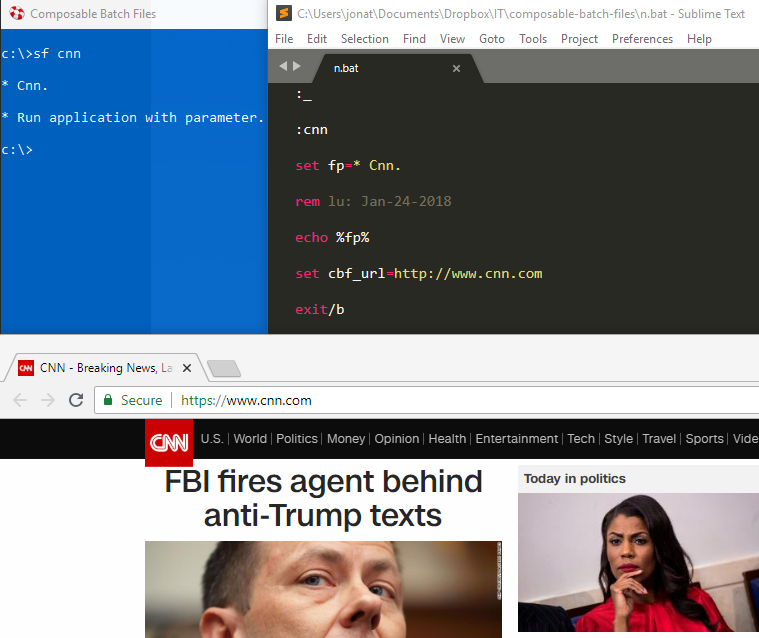 Composable Batch Files
c:\>sf cnn
* Cnn.
* Run application with parameter.
c:\>
C:\Users\jonat\Documents\Dropbox\IT\composable-batch-files\n.bat - Sublime Text
File Edit Selection Find View Goto Tools Project Preferences Help
n.bat
:_
:cnn
set fp=* Cnn.
rem lu: Jan-24-2018
echo %fp%
set cbf_url=http://www.cnn.com
exit/b
CNN CNN - Breaking News, La
Secure https://www.cnn.com
CNN U.S. World Politics Money Opinion Health Entertainment Tech Style Travel Sports Vide
FBI fires agent behind
anti-Trump texts
Today in politics